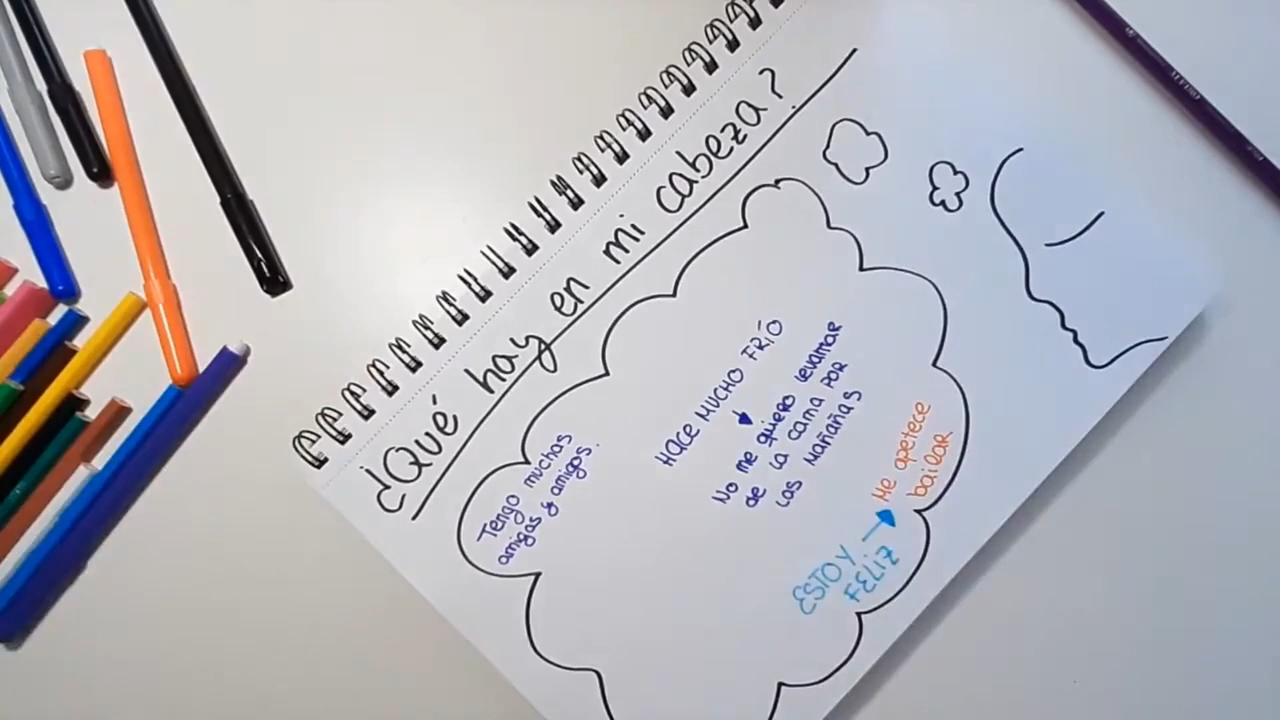 ¿Qué hay en mi cabeza?
Tengo muchas
amigas y amigos.
HACE MUCHO FRÍO
No me quiero levantar
de la cama por
las mañanas
ESTOY
FELIZ
Me apetece
bailar